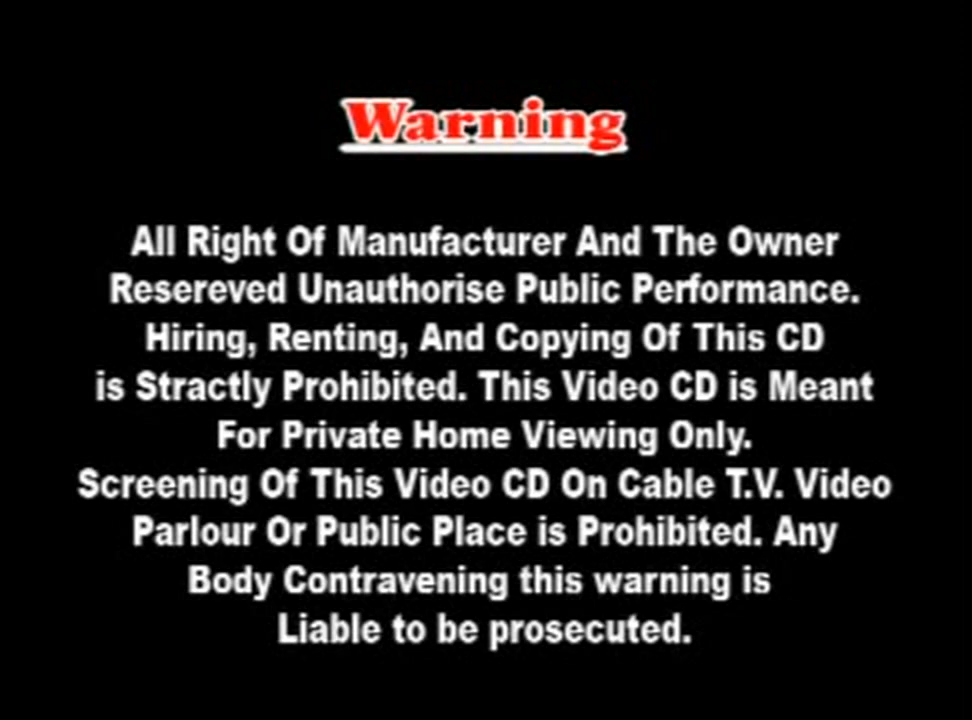 Warning
All Right Of Manufacturer And The Owner
Resereved Unauthorise Public Performance.
Hiring, Renting, And Copying Of This CD
is Stractly Prohibited. This Video CD is Meant
For Private Home Viewing Only.
Screening Of This Video CD On Cable T.V. Video
Parlour Or Public Place is Prohibited. Any
Body Contravening this warning is
Liable to be prosecuted.